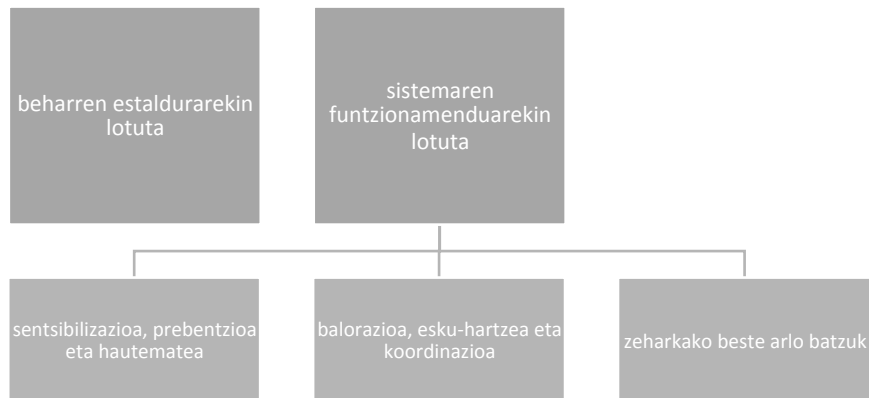 beharren estaldurarekin
lotuta
sistemaren
funtzionamenduarekin
lotuta
sentsibilizazioa, prebentzioa
eta hautematea
balorazioa, esku-hartzea eta
koordinazioa
zeharkako beste arlo batzuk